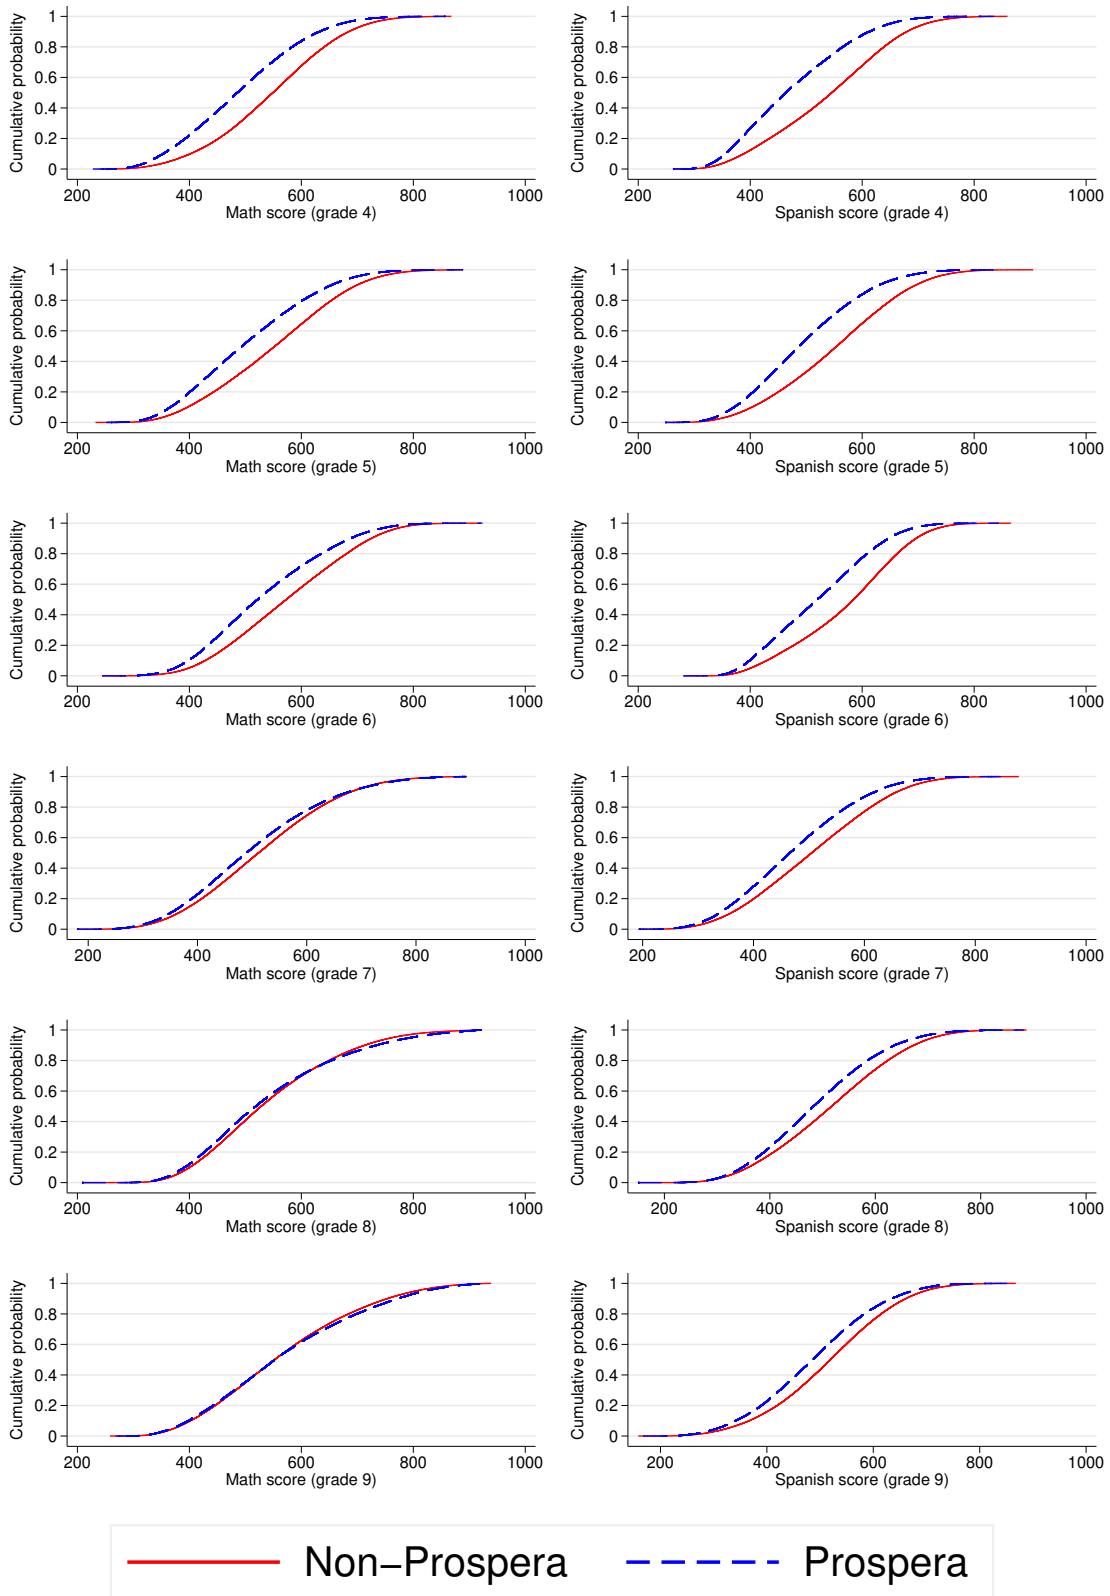 Cumulative probability
1
0.8
0.6
0.4
0.2
0
200 400 600 800 1000
Math score (grade 4)
Cumulative probability
1
0.8
0.6
0.4
0.2
0
200 400 600 800 1000
Spanish score (grade 4)
Cumulative probability
1
0.8
0.6
0.4
0.2
0
200 400 600 800 1000
Math score (grade 5)
Cumulative probability
1
0.8
0.6
0.4
0.2
0
200 400 600 800 1000
Spanish score (grade 5)
Cumulative probability
1
0.8
0.6
0.4
0.2
0
200 400 600 800 1000
Math score (grade 6)
Cumulative probability
1
0.8
0.6
0.4
0.2
0
200 400 600 800 1000
Spanish score (grade 6)
Cumulative probability
1
0.8
0.6
0.4
0.2
0
200 400 600 800 1000
Math score (grade 7)
Cumulative probability
1
0.8
0.6
0.4
0.2
0
200 400 600 800 1000
Spanish score (grade 7)
Cumulative probability
1
0.8
0.6
0.4
0.2
0
200 400 600 800 1000
Math score (grade 8)
Cumulative probability
1
0.8
0.6
0.4
0.2
0
200 400 600 800 1000
Spanish score (grade 8)
Cumulative probability
1
0.8
0.6
0.4
0.2
0
200 400 600 800 1000
Math score (grade 9)
Cumulative probability
1
0.8
0.6
0.4
0.2
0
200 400 600 800 1000
Spanish score (grade 9)
Non−Prospera Prospera